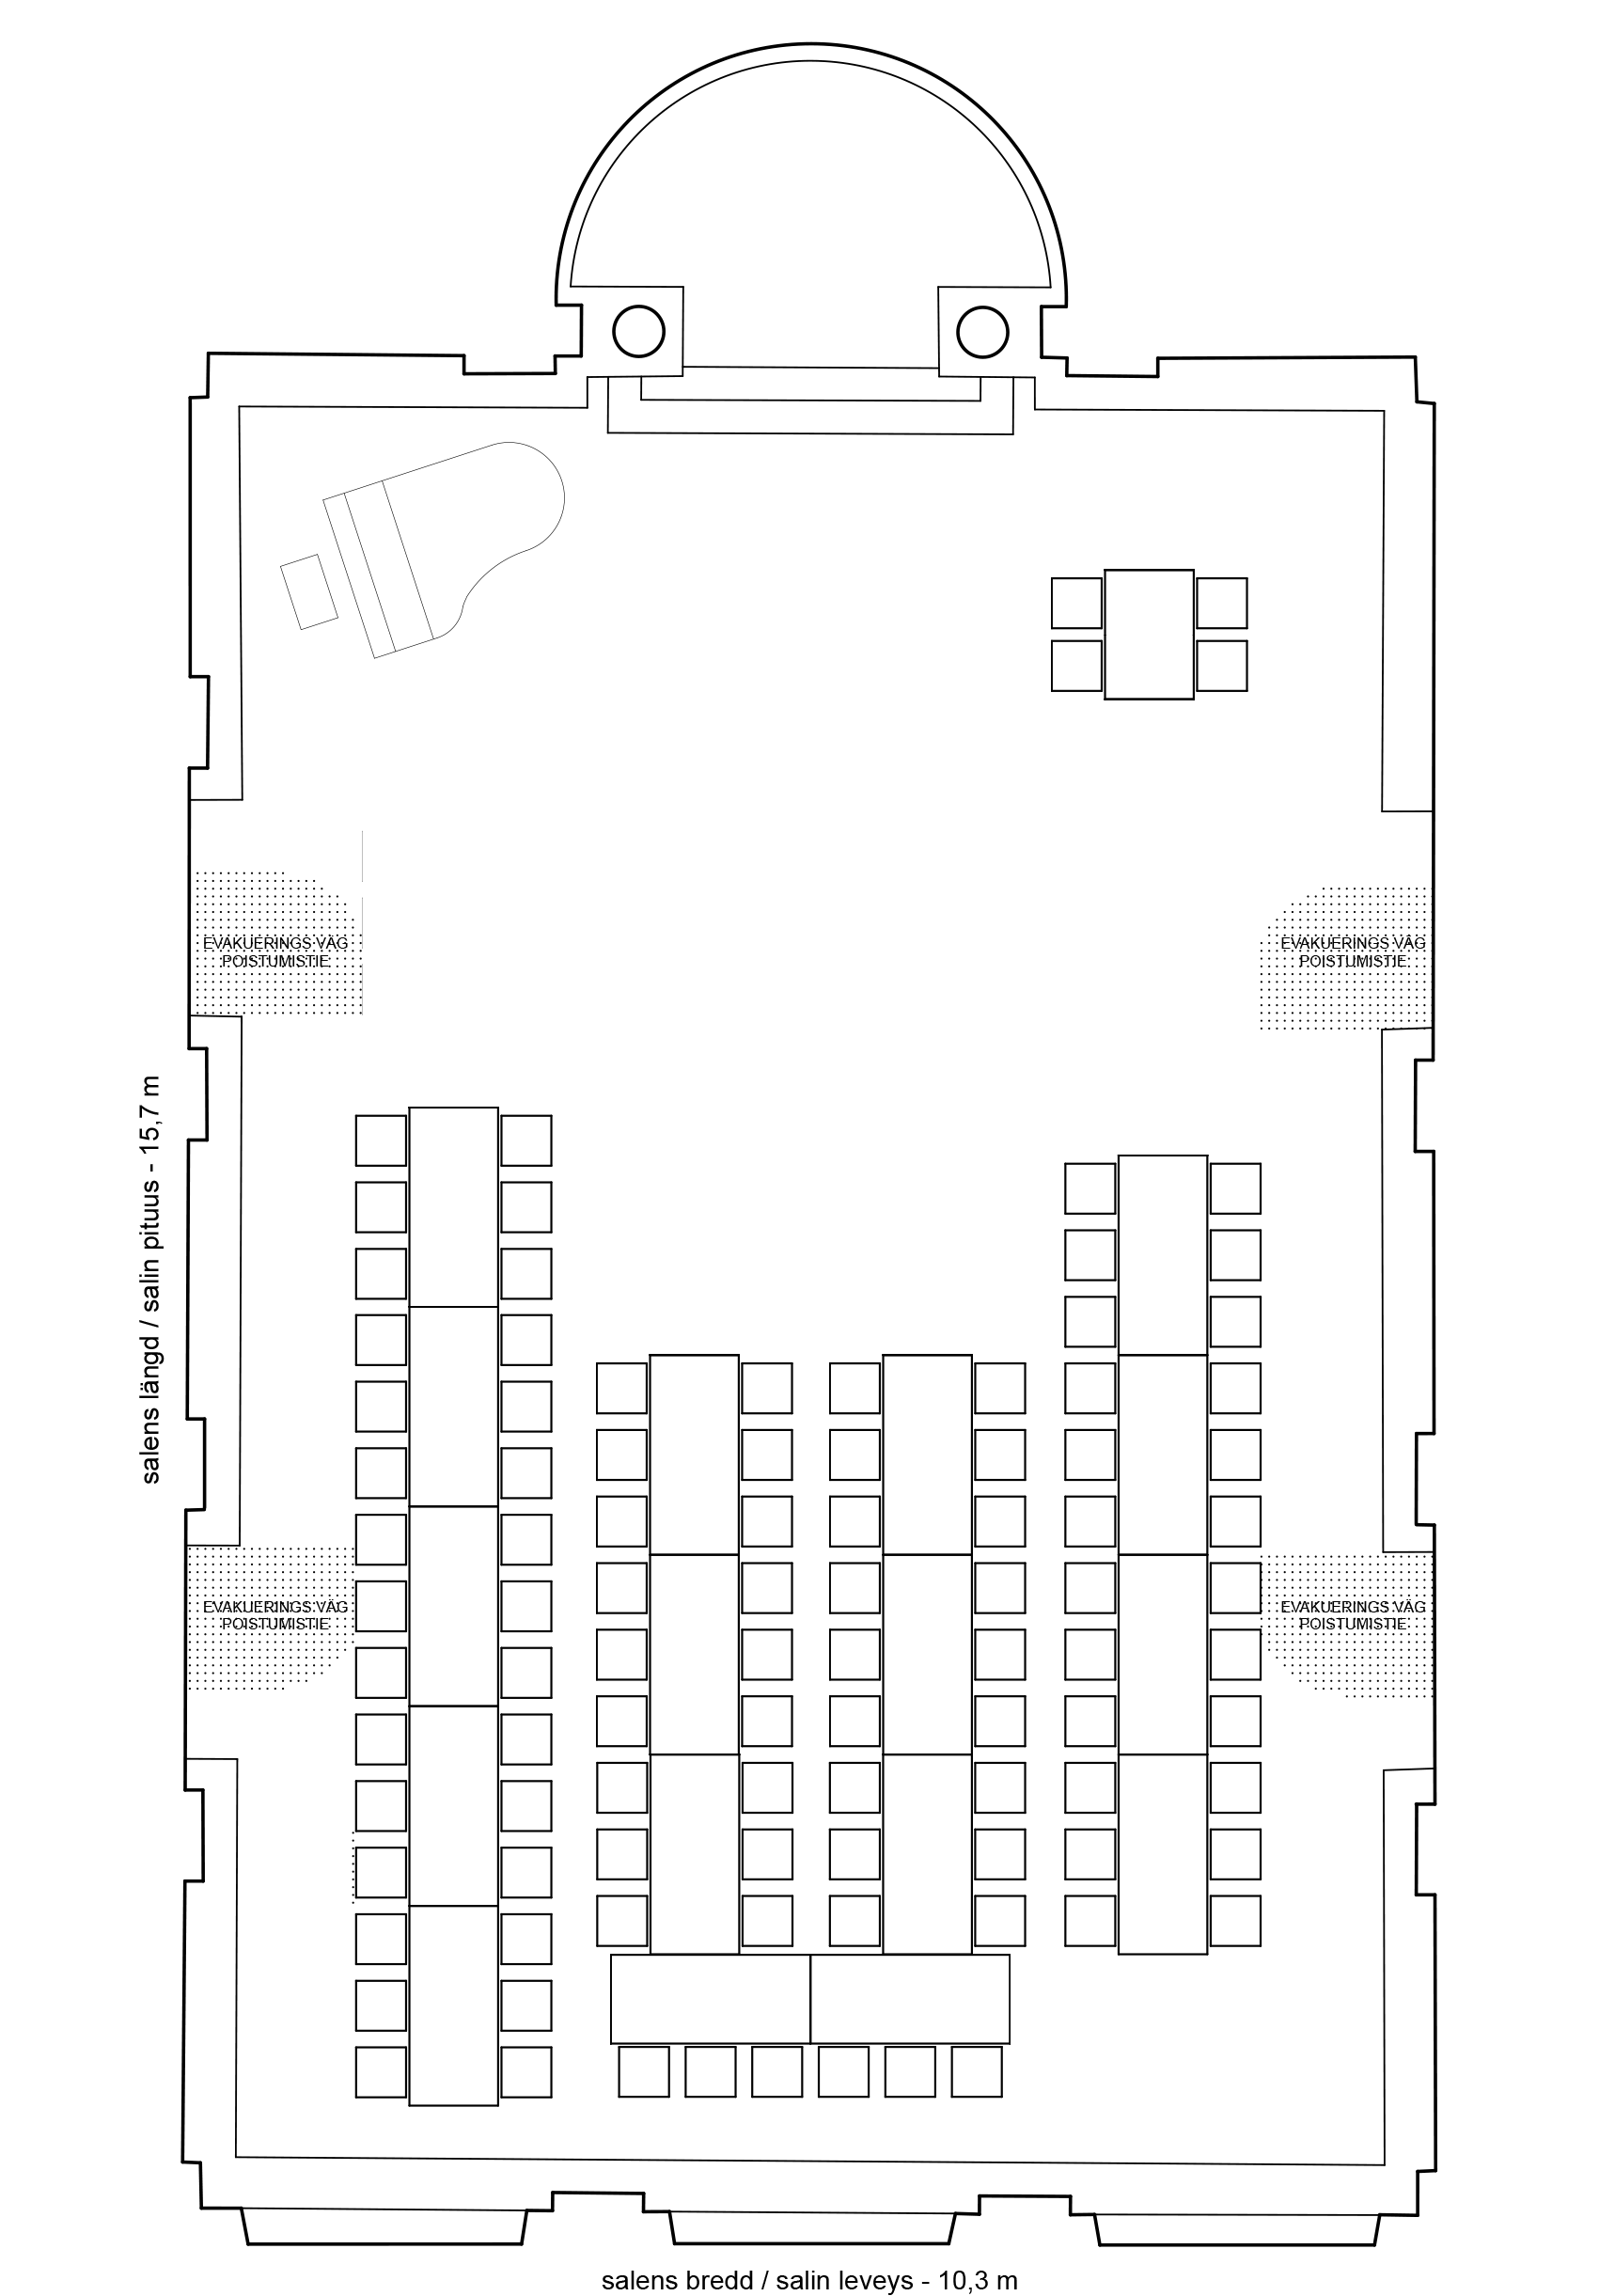 EVAKUERINGS VÄG
POISTUMISTIE
EVAKUERINGS VÄG
POISTUMISTIE
salens längd / salin pituus - 15,7 m
EVAKUERINGS VÄG
POISTUMISTIE
EVAKUERINGS VÄG
POISTUMISTIE
salens bredd / salin leveys - 10,3 m